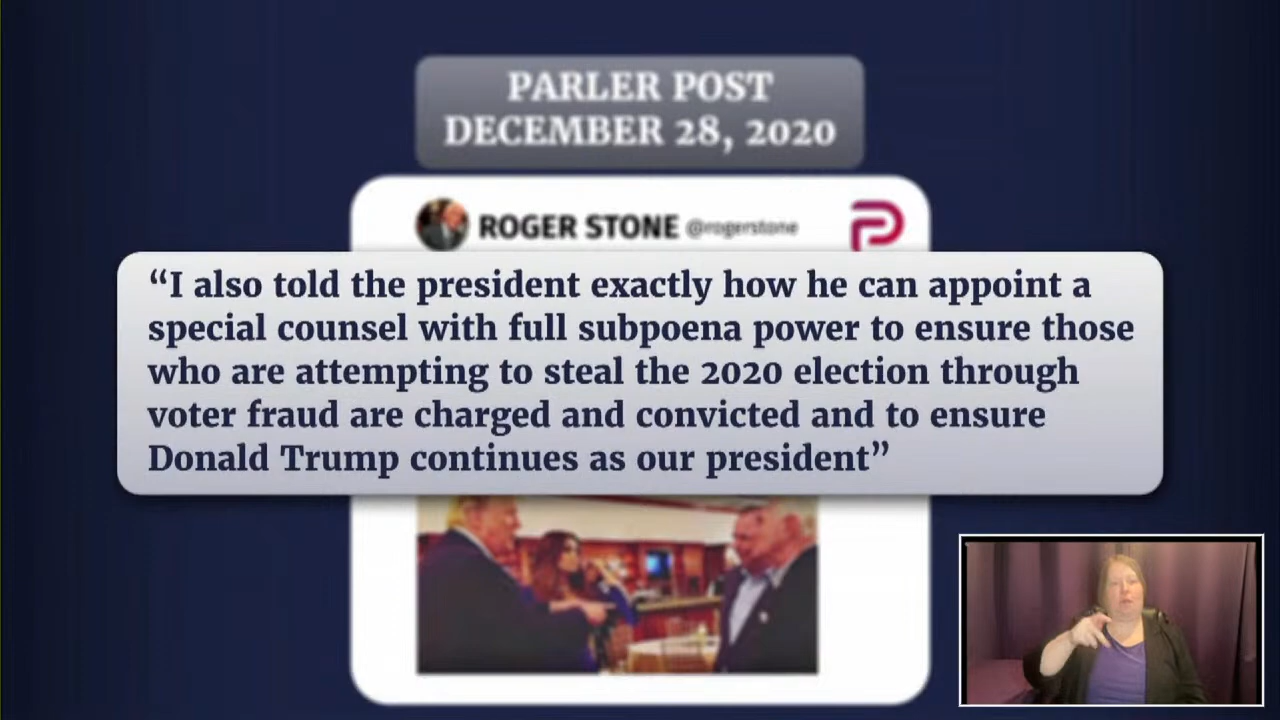 PARLER POST
DECEMBER 28, 2020
ROGER STONE @rogerstone
“I also told the president exactly how he can appoint a
special counsel with full subpoena power to ensure those
who are attempting to steal the 2020 election through
voter fraud are charged and convicted and to ensure
Donald Trump continues as our president”